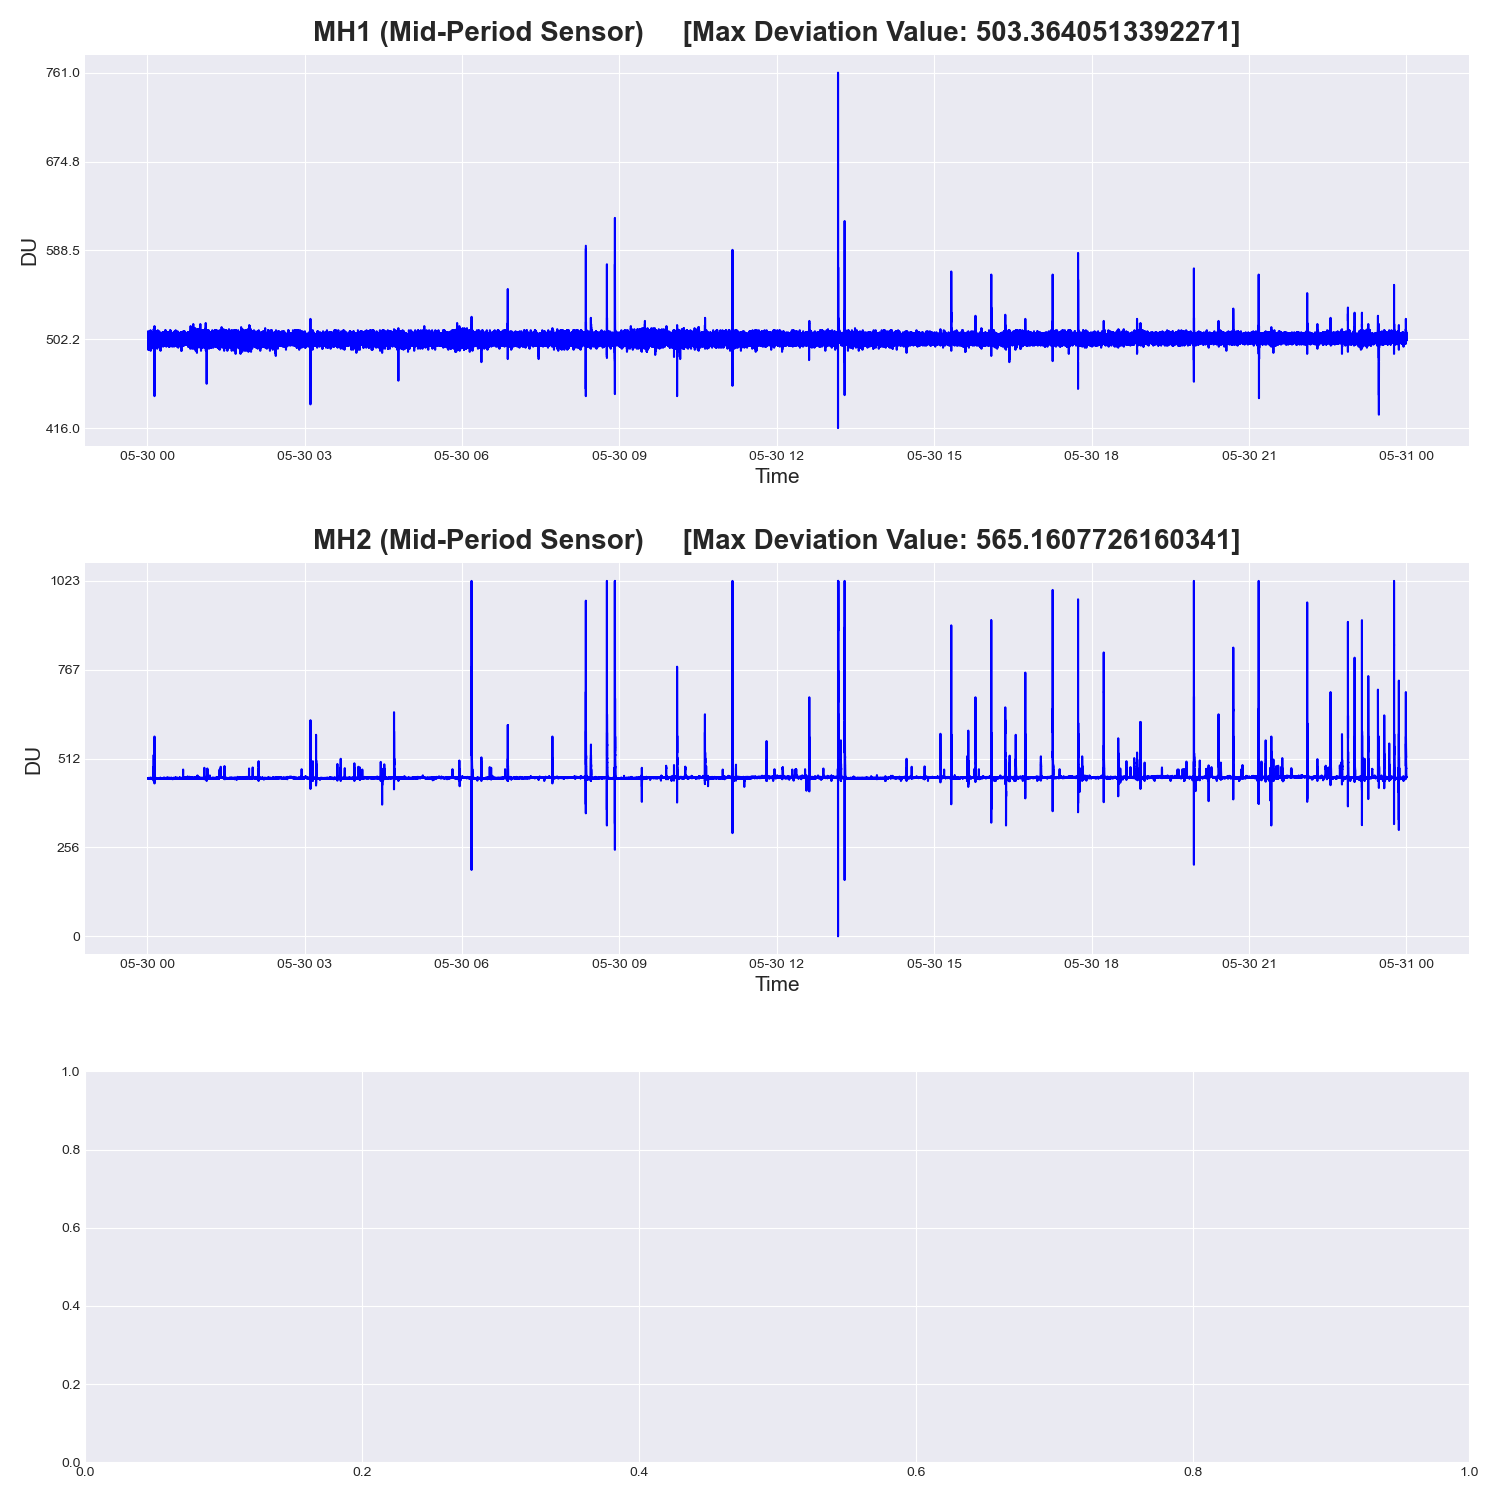 MH1 (Mid-Period Sensor) [Max Deviation Value: 503.3640513392271]
761.0
674.8
588.5
502.2
416.0
DU
05-30 00 05-30 03 05-30 06 05-30 09 05-30 12 05-30 15 05-30 18 05-30 21 05-31 00
Time
MH2 (Mid-Period Sensor) [Max Deviation Value: 565.1607726160341]
1023
767
512
256
0
DU
05-30 00 05-30 03 05-30 06 05-30 09 05-30 12 05-30 15 05-30 18 05-30 21 05-31 00
Time
1.0
0.8
0.6
0.4
0.2
0.0
0.0 0.2 0.4 0.6 0.8 1.0